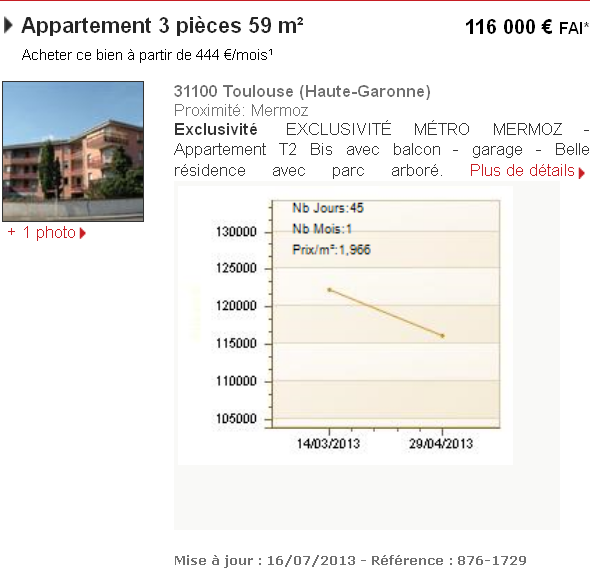 Appartement 3 pièces 59 m²
116 000 € FAI*
Acheter ce bien à partir de 444 €/mois¹
31100 Toulouse (Haute-Garonne)
Proximité: Mermoz
Exclusivité EXCLUSIVITÉ MÉTRO MERMOZ -
Appartement T2 Bis avec balcon - garage - Belle
résidence avec parc arboré. Plus de détails
+ 1 photo
Nb Jours:45
Nb Mois:1
Prix/m²:1,966
130000
125000
120000
115000
110000
105000
14/03/2013
29/04/2013
Mise à jour : 16/07/2013 - Référence : 876-1729